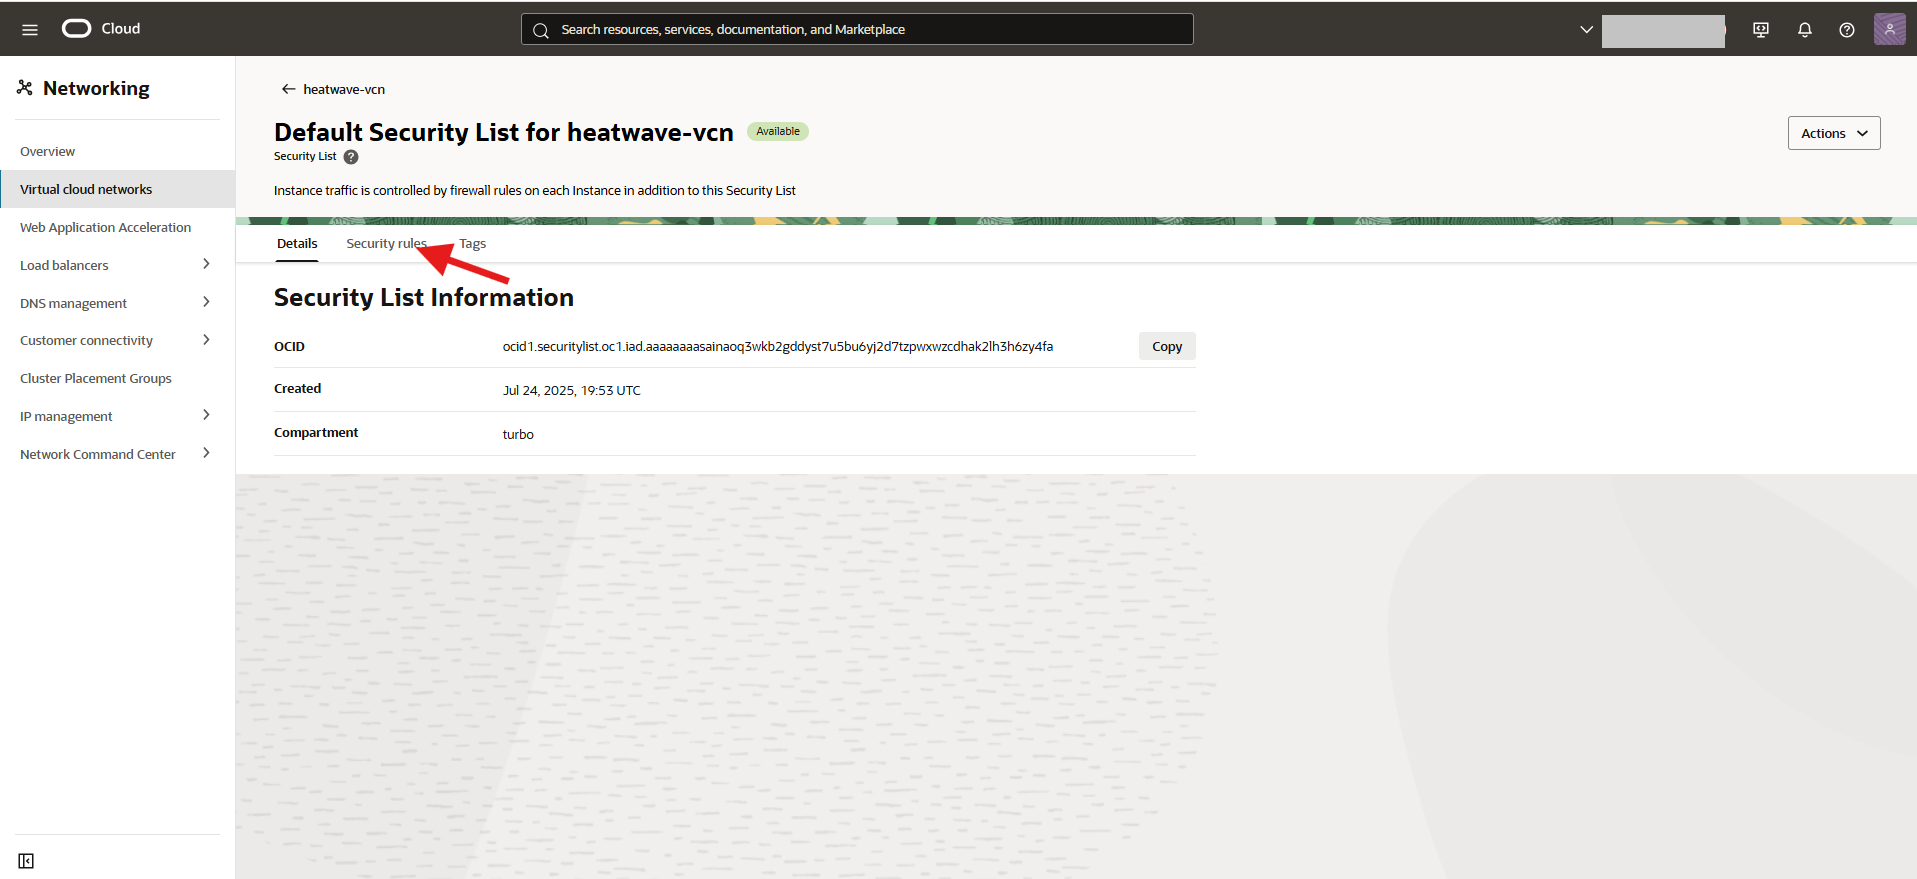 Cloud
Search resources, services, documentation, and Marketplace
Networking
Overview
Virtual cloud networks
Web Application Acceleration
Load balancers
DNS management
Customer connectivity
Cluster Placement Groups
IP management
Network Command Center
heatwave-vcn
Default Security List for heatwave-vcn
Available
Actions
Security List
Instance traffic is controlled by firewall rules on each Instance in addition to this Security List
Details
Security rules
Tags
Security List Information
OCID
ocid1.securitylist.oc1.iad.aaaaaaaasainaoq3wkb2gddyst7u5bu6yj2d7tzpwxwzcdhak2lh3h6zy4fa
Copy
Created
Jul 24, 2025, 19:53 UTC
Compartment
turbo